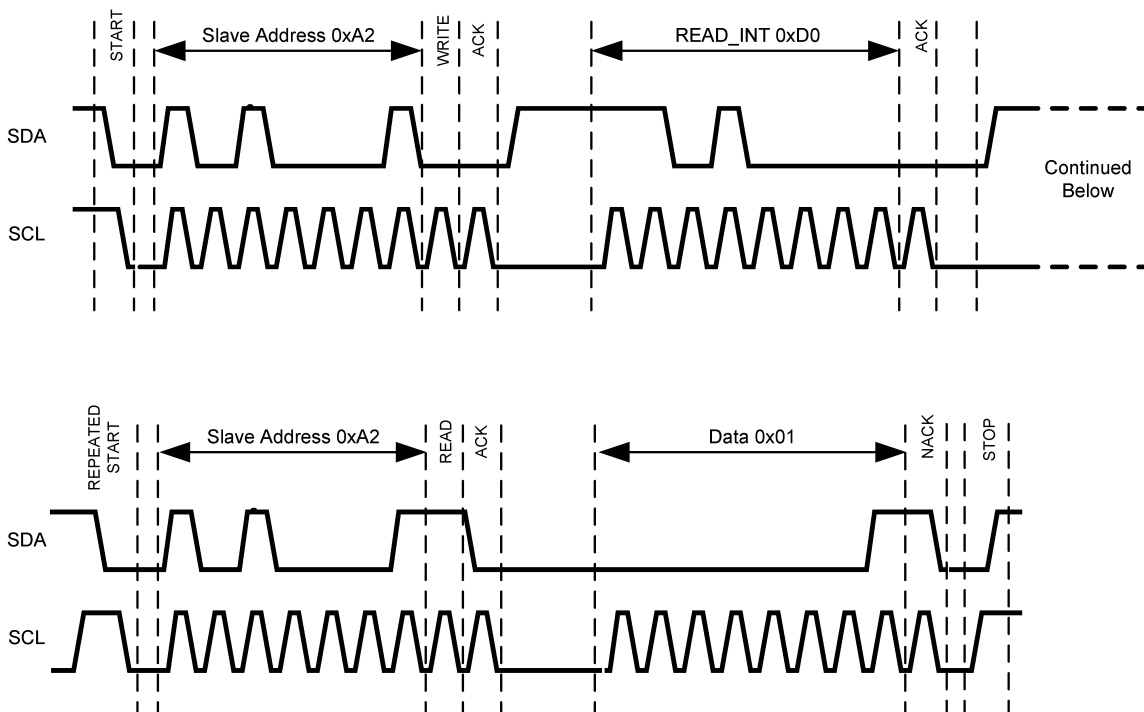 START
Slave Address 0xA2
WRITE
ACK
READ_INT 0xD0
ACK
SDA
SCL
Continued
Below
REPEATED
START
Slave Address 0xA2
READ
ACK
Data 0x01
NACK
STOP
SDA
SCL